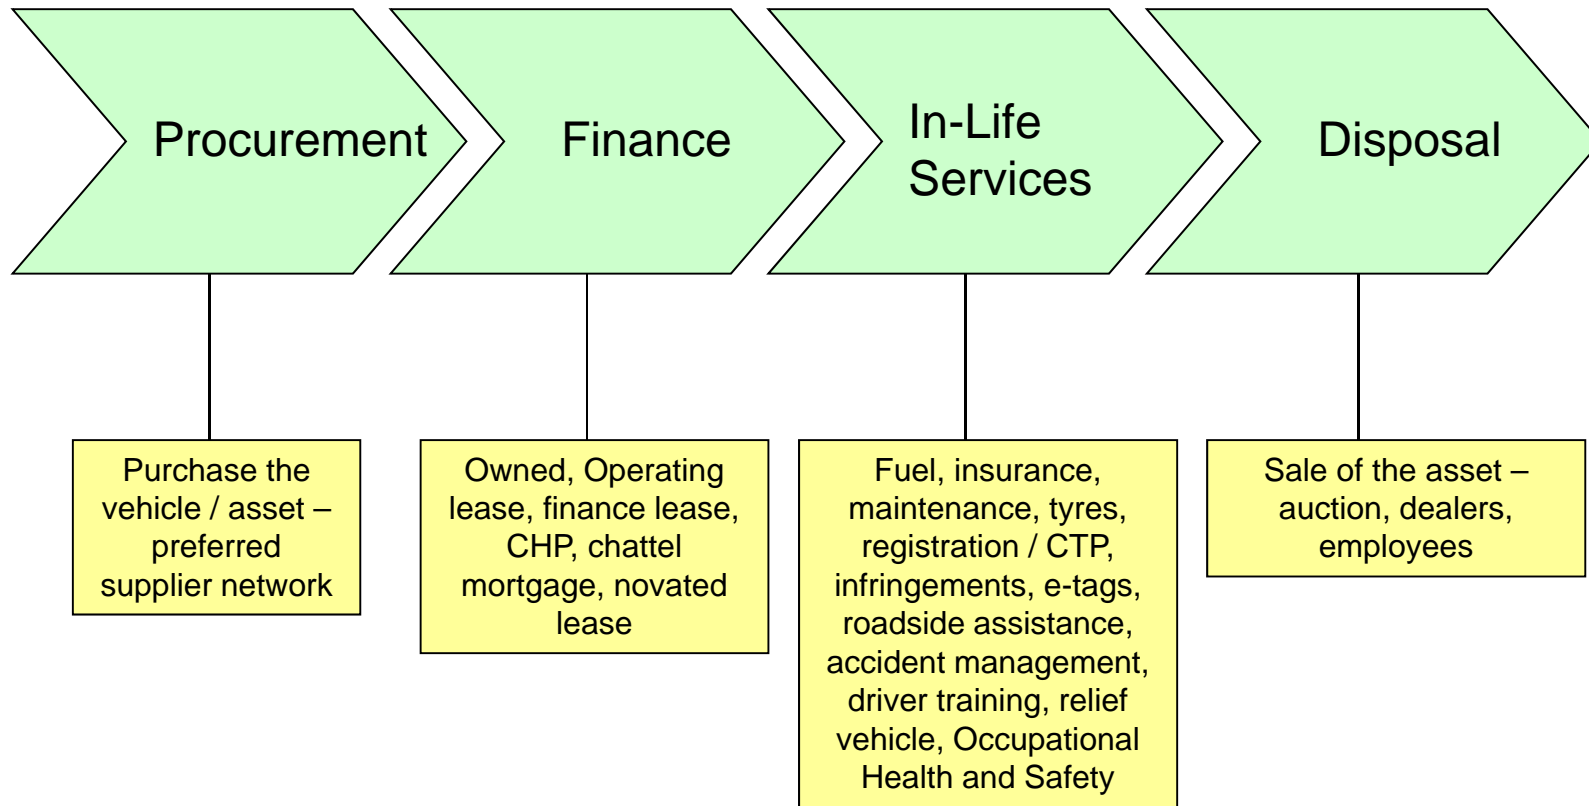 Procurement
Finance
In-Life
Services
Disposal
Purchase the
vehicle / asset –
preferred
supplier network
Owned, Operating
lease, finance lease,
CHP, chattel
mortgage, novated
lease
Fuel, insurance,
maintenance, tyres,
registration / CTP,
infringements, e-tags,
roadside assistance,
accident management,
driver training, relief
vehicle, Occupational
Health and Safety
Sale of the asset –
auction, dealers,
employees